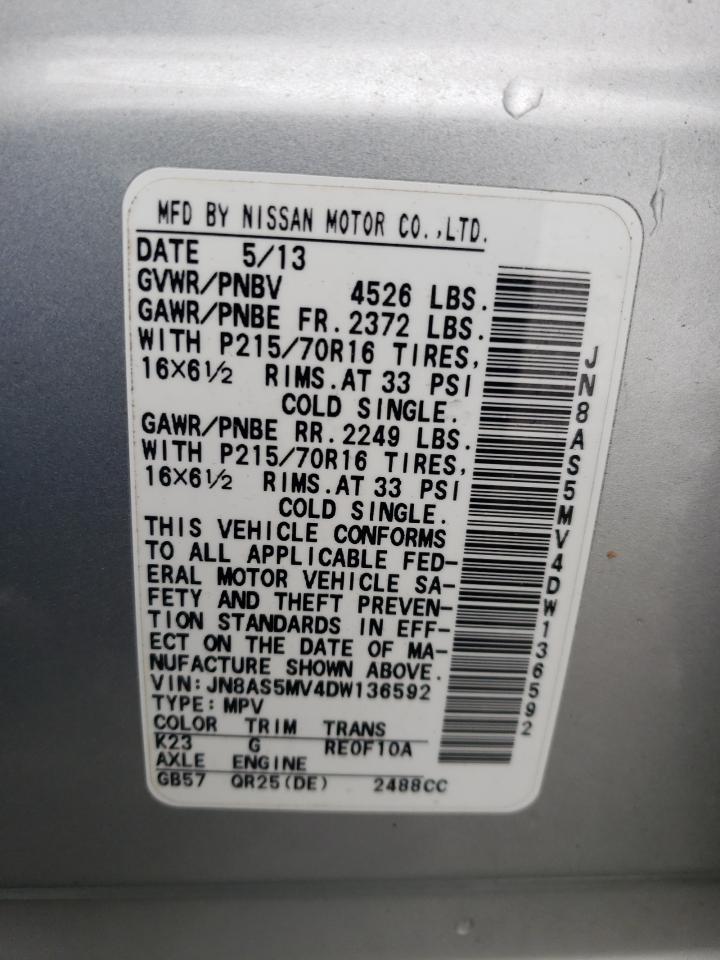 MFD BY NISSAN MOTOR CO.,LTD.
DATE 5/13
GVWR/PNBV 4526 LBS.
GAWR/PNBE FR.2372 LBS.
WITH P215/70R16 TIRES,
16×6½ RIMS.AT 33 PSI
COLD SINGLE.
GAWR/PNBE RR.2249 LBS.
WITH P215/70R16 TIRES,
16×6½ RIMS.AT 33 PSI
COLD SINGLE.
THIS VEHICLE CONFORMS
TO ALL APPLICABLE FED-
ERAL MOTOR VEHICLE SA-
FETY AND THEFT PREVEN-
TION STANDARDS IN EFF-
ECT ON THE DATE OF MA-
NUFACTURE SHOWN ABOVE.
VIN:JN8AS5MV4DW136592
TYPE:MPV
COLOR TRIM TRANS
K23 G RE0F10A
AXLE ENGINE
GB57 QR25(DE) 2488CC
JN8AS5MV4DW136592